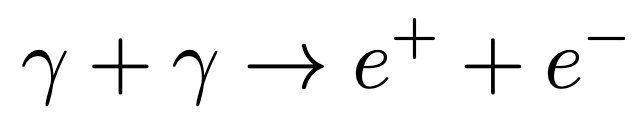 γ + γ → e⁺ + e⁻